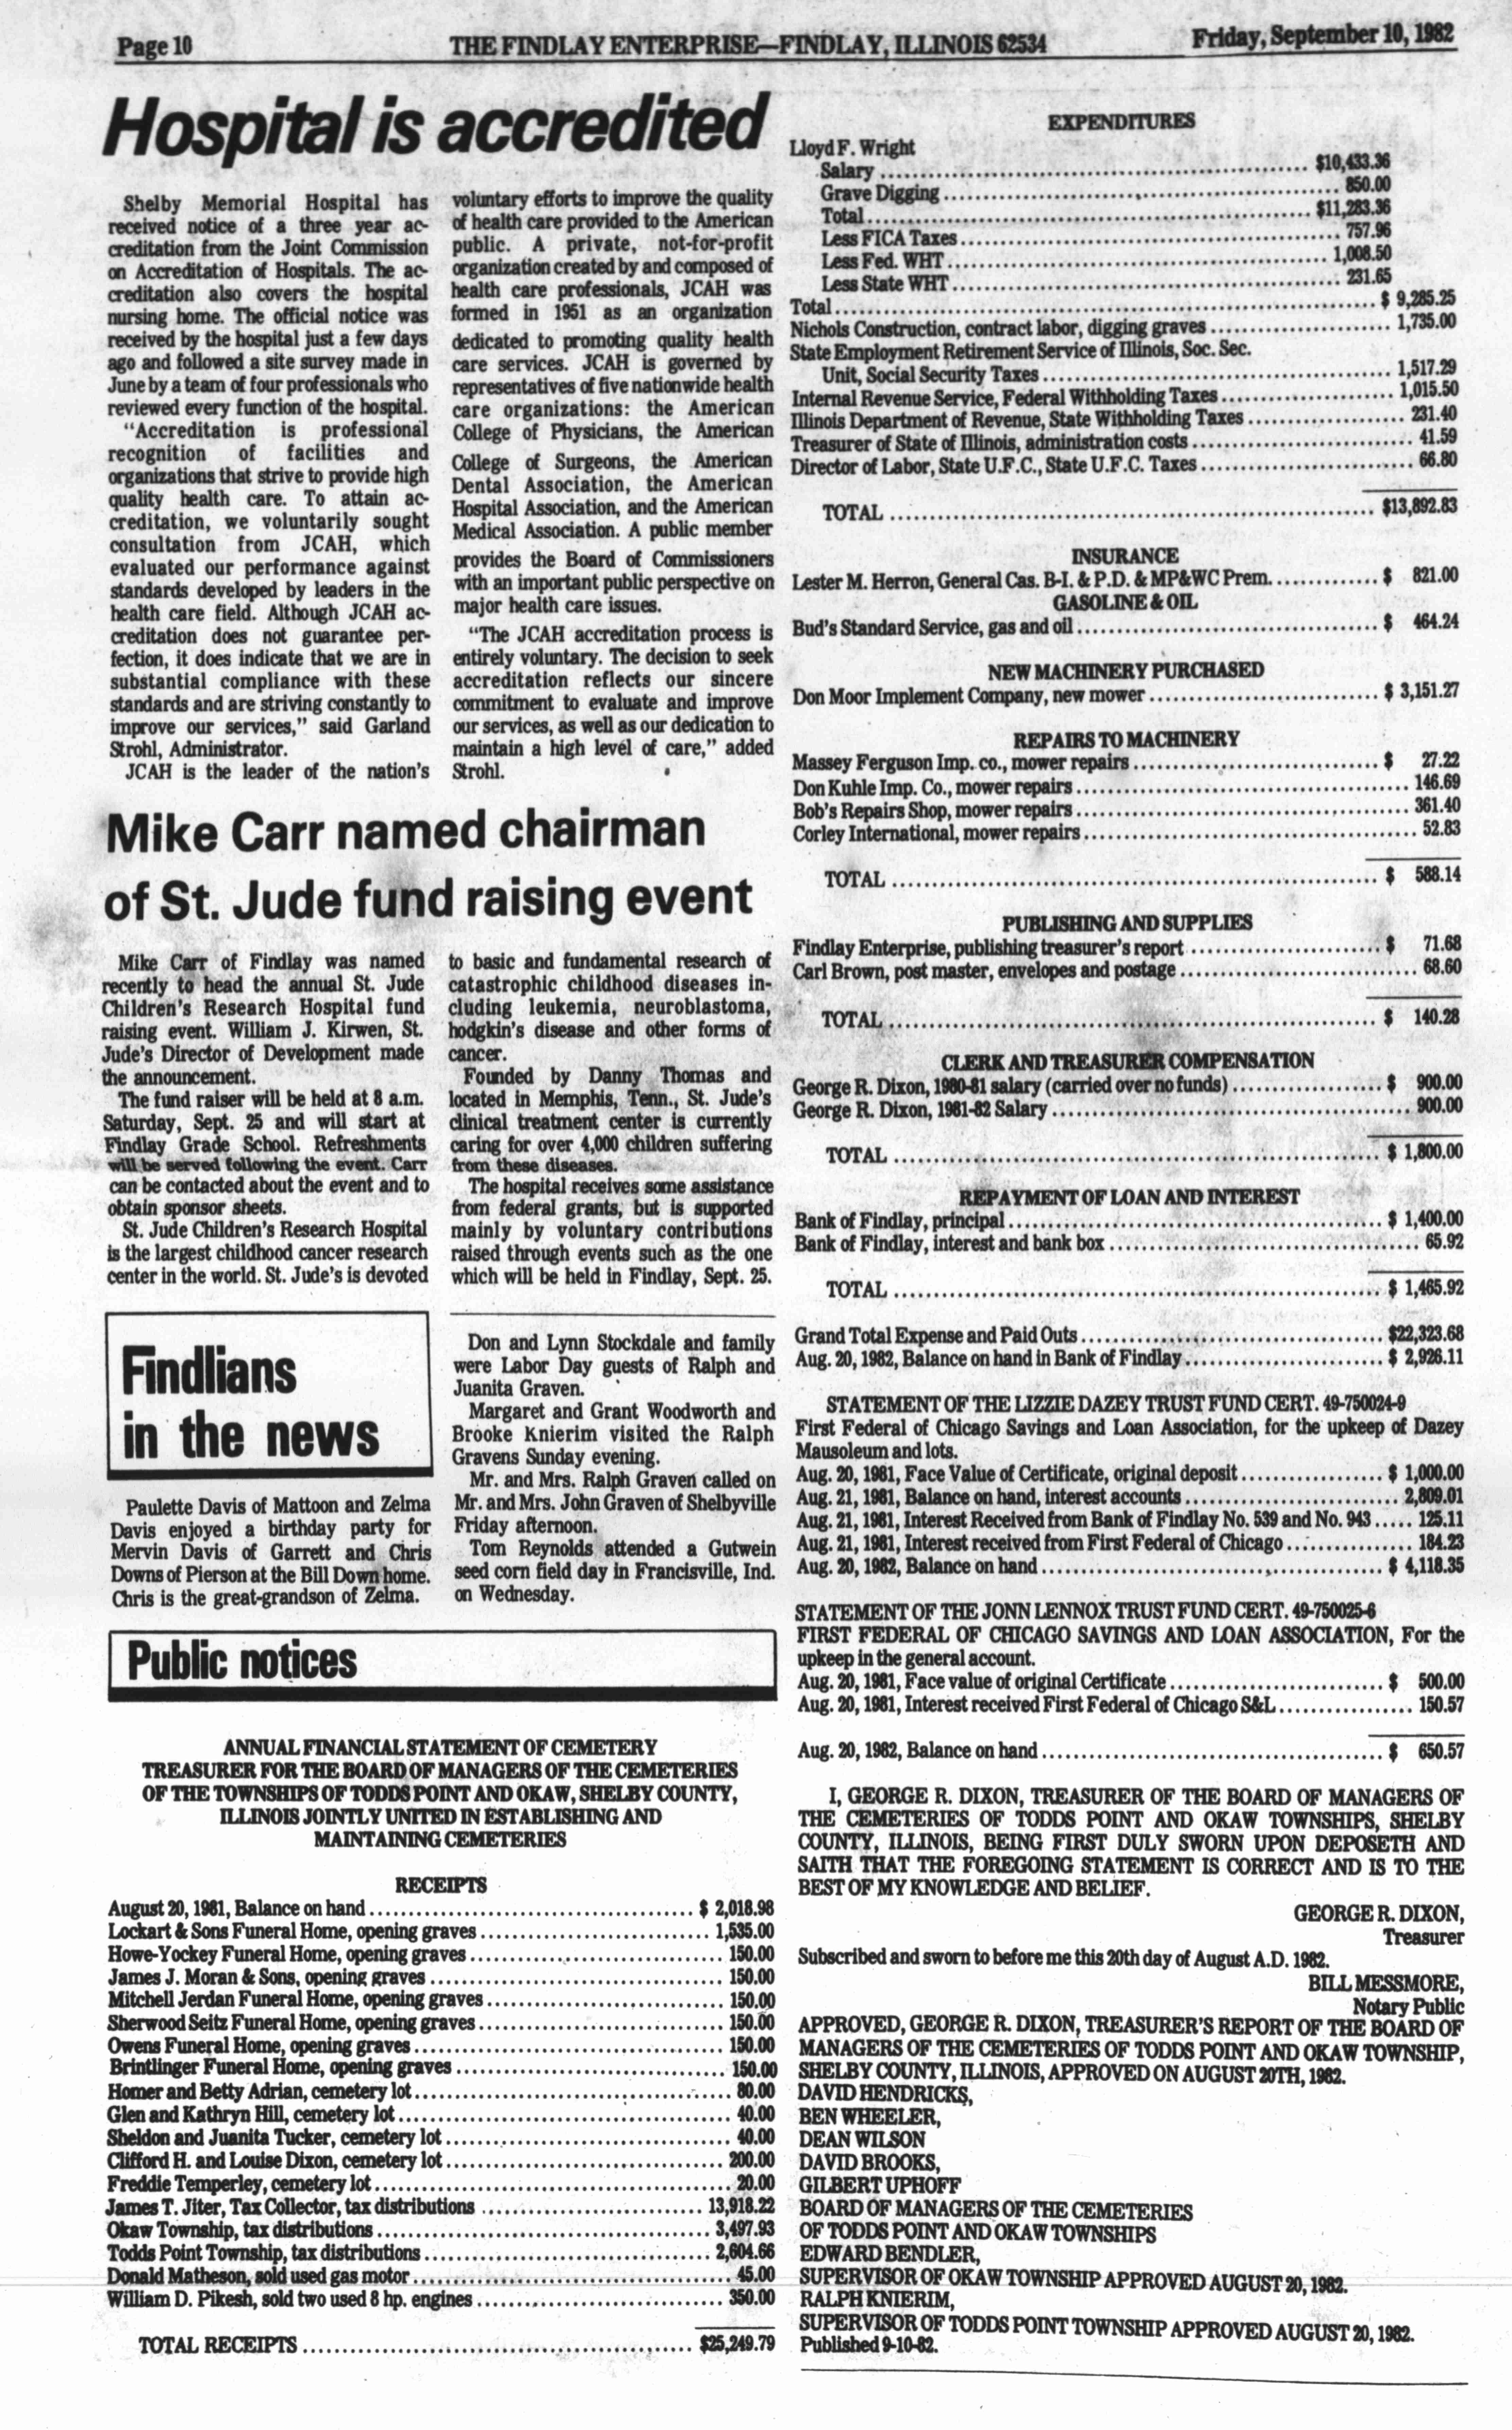 Page 10
THE FINDLAY ENTERPRISE—FINDLAY, ILLINOIS 62534
Friday, September 10, 1982
Hospital is accredited
Shelby Memorial Hospital has
received notice of a three year ac-
creditation from the Joint Commission
on Accreditation of Hospitals. The ac-
creditation also covers the hospital
nursing home. The official notice was
received by the hospital just a few days
ago and followed a site survey made in
June by a team of four professionals who
reviewed every function of the hospital.
"Accreditation is professional
recognition of facilities and
organizations that strive to provide high
quality health care. To attain ac-
creditation, we voluntarily sought
consultation from JCAH, which
evaluated our performance against
standards developed by leaders in the
health care field. Although JCAH ac-
creditation does not guarantee per-
fection, it does indicate that we are in
substantial compliance with these
standards and are striving constantly to
improve our services," said Garland
Strohl, Administrator.
JCAH is the leader of the nation's
voluntary efforts to improve the quality
of health care provided to the American
public. A private, not-for-profit
organization created by and composed of
health care professionals, JCAH was
formed in 1951 as an organization
dedicated to promoting quality health
care services. JCAH is governed by
representatives of five nationwide health
care organizations: the American
College of Physicians, the American
College of Surgeons, the American
Dental Association, the American
Hospital Association, and the American
Medical Association. A public member
provides the Board of Commissioners
with an important public perspective on
major health care issues.
"The JCAH accreditation process is
entirely voluntary. The decision to seek
accreditation reflects our sincere
commitment to evaluate and improve
our services, as well as our dedication to
maintain a high level of care," added
Strohl.
Mike Carr named chairman
of St. Jude fund raising event
Mike Carr of Findlay was named
recently to head the annual St. Jude
Children's Research Hospital fund
raising event. William J. Kirwen, St.
Jude's Director of Development made
the announcement.
The fund raiser will be held at 8 a.m.
Saturday, Sept. 25 and will start at
Findlay Grade School. Refreshments
will be served following the event. Carr
can be contacted about the event and to
obtain sponsor sheets.
St. Jude Children's Research Hospital
is the largest childhood cancer research
center in the world. St. Jude's is devoted
to basic and fundamental research of
catastrophic childhood diseases in-
cluding leukemia, neuroblastoma,
hodgkin's disease and other forms of
cancer.
Founded by Danny Thomas and
located in Memphis, Tenn., St. Jude's
clinical treatment center is currently
caring for over 4,000 children suffering
from these diseases.
The hospital receives some assistance
from federal grants, but is supported
mainly by voluntary contributions
raised through events such as the one
which will be held in Findlay, Sept. 25.
Findlians
in the news
Paulette Davis of Mattoon and Zelma
Davis enjoyed a birthday party for
Mervin Davis of Garrett and Chris
Downs of Pierson at the Bill Down home.
Chris is the great-grandson of Zelma.
Don and Lynn Stockdale and family
were Labor Day guests of Ralph and
Juanita Graven.
Margaret and Grant Woodworth and
Brooke Knierim visited the Ralph
Gravens Sunday evening.
Mr. and Mrs. Ralph Graven called on
Mr. and Mrs. John Graven of Shelbyville
Friday afternoon.
Tom Reynolds attended a Gutwein
seed corn field day in Francisville, Ind.
on Wednesday.
Public notices
ANNUAL FINANCIAL STATEMENT OF CEMETERY
TREASURER FOR THE BOARD OF MANAGERS OF THE CEMETERIES
OF THE TOWNSHIPS OF TODDS POINT AND OKAW, SHELBY COUNTY,
ILLINOIS JOINTLY UNITED IN ESTABLISHING AND
MAINTAINING CEMETERIES
RECEIPTS
August 20, 1981, Balance on hand ........ $ 2,018.98
Lockart & Sons Funeral Home, opening graves ........ 1,535.00
Howe-Yockey Funeral Home, opening graves ........ 150.00
James J. Moran & Sons, opening graves ........ 150.00
Mitchell Jerdan Funeral Home, opening graves ........ 150.00
Sherwood Seitz Funeral Home, opening graves ........ 150.00
Owens Funeral Home, opening graves ........ 150.00
Brintlinger Funeral Home, opening graves ........ 150.00
Homer and Betty Adrian, cemetery lot ........ 80.00
Glen and Kathryn Hill, cemetery lot ........ 40.00
Sheldon and Juanita Tucker, cemetery lot ........ 40.00
Clifford H. and Louise Dixon, cemetery lot ........ 200.00
Freddie Temperley, cemetery lot ........ 20.00
James T. Jiter, Tax Collector, tax distributions ........ 13,918.22
Okaw Township, tax distributions ........ 3,497.93
Todds Point Township, tax distributions ........ 2,604.66
Donald Matheson, sold used gas motor ........ 45.00
William D. Pikesh, sold two used 8 hp. engines ........ 350.00
TOTAL RECEIPTS ........ $25,249.79
EXPENDITURES
Lloyd F. Wright
Salary ........ $10,433.36
Grave Digging ........ 850.00
Total ........ $11,283.36
Less FICA Taxes ........ 757.96
Less Fed. WHT ........ 1,008.50
Less State WHT ........ 231.65
Total ........ $ 9,285.25
Nichols Construction, contract labor, digging graves ........ 1,735.00
State Employment Retirement Service of Illinois, Soc. Sec.
Unit, Social Security Taxes ........ 1,517.29
Internal Revenue Service, Federal Withholding Taxes ........ 1,015.50
Illinois Department of Revenue, State Withholding Taxes ........ 231.40
Treasurer of State of Illinois, administration costs ........ 41.59
Director of Labor, State U.F.C., State U.F.C. Taxes ........ 66.80
TOTAL ........ $13,892.83
INSURANCE
Lester M. Herron, General Cas. B-I. & P.D. & MP&WC Prem. ........ $ 821.00
GASOLINE & OIL
Bud's Standard Service, gas and oil ........ $ 464.24
NEW MACHINERY PURCHASED
Don Moor Implement Company, new mower ........ $ 3,151.27
REPAIRS TO MACHINERY
Massey Ferguson Imp. co., mower repairs ........ $ 27.22
Don Kuhle Imp. Co., mower repairs ........ 146.69
Bob's Repairs Shop, mower repairs ........ 361.40
Corley International, mower repairs ........ 52.83
TOTAL ........ $ 588.14
PUBLISHING AND SUPPLIES
Findlay Enterprise, publishing treasurer's report ........ $ 71.68
Carl Brown, post master, envelopes and postage ........ 68.60
TOTAL ........ $ 140.28
CLERK AND TREASURER COMPENSATION
George R. Dixon, 1980-81 salary (carried over no funds) ........ $ 900.00
George R. Dixon, 1981-82 Salary ........ 900.00
TOTAL ........ $ 1,800.00
REPAYMENT OF LOAN AND INTEREST
Bank of Findlay, principal ........ $ 1,400.00
Bank of Findlay, interest and bank box ........ 65.92
TOTAL ........ $ 1,465.92
Grand Total Expense and Paid Outs ........ $22,323.68
Aug. 20, 1982, Balance on hand in Bank of Findlay ........ $ 2,926.11
STATEMENT OF THE LIZZIE DAZEY TRUST FUND CERT. 49-750024-9
First Federal of Chicago Savings and Loan Association, for the upkeep of Dazey
Mausoleum and lots.
Aug. 20, 1981, Face Value of Certificate, original deposit ........ $ 1,000.00
Aug. 21, 1981, Balance on hand, interest accounts ........ 2,809.01
Aug. 21, 1981, Interest Received from Bank of Findlay No. 539 and No. 943 ..... 125.11
Aug. 21, 1981, Interest received from First Federal of Chicago ........ 184.23
Aug. 20, 1982, Balance on hand ........ $ 4,118.35
STATEMENT OF THE JONN LENNOX TRUST FUND CERT. 49-750025-6
FIRST FEDERAL OF CHICAGO SAVINGS AND LOAN ASSOCIATION, For the
upkeep in the general account.
Aug. 20, 1981, Face value of original Certificate ........ $ 500.00
Aug. 20, 1981, Interest received First Federal of Chicago S&L ........ 150.57
Aug. 20, 1982, Balance on hand ........ $ 650.57
I, GEORGE R. DIXON, TREASURER OF THE BOARD OF MANAGERS OF
THE CEMETERIES OF TODDS POINT AND OKAW TOWNSHIPS, SHELBY
COUNTY, ILLINOIS, BEING FIRST DULY SWORN UPON DEPOSETH AND
SAITH THAT THE FOREGOING STATEMENT IS CORRECT AND IS TO THE
BEST OF MY KNOWLEDGE AND BELIEF.
GEORGE R. DIXON,
Treasurer
Subscribed and sworn to before me this 20th day of August A.D. 1982.
BILL MESSMORE,
Notary Public
APPROVED, GEORGE R. DIXON, TREASURER'S REPORT OF THE BOARD OF
MANAGERS OF THE CEMETERIES OF TODDS POINT AND OKAW TOWNSHIP,
SHELBY COUNTY, ILLINOIS, APPROVED ON AUGUST 20TH, 1982.
DAVID HENDRICKS,
BEN WHEELER,
DEAN WILSON
DAVID BROOKS,
GILBERT UPHOFF
BOARD OF MANAGERS OF THE CEMETERIES
OF TODDS POINT AND OKAW TOWNSHIPS
EDWARD BENDLER,
SUPERVISOR OF OKAW TOWNSHIP APPROVED AUGUST 20, 1982.
RALPH KNIERIM,
SUPERVISOR OF TODDS POINT TOWNSHIP APPROVED AUGUST 20, 1982.
Published 9-10-82.